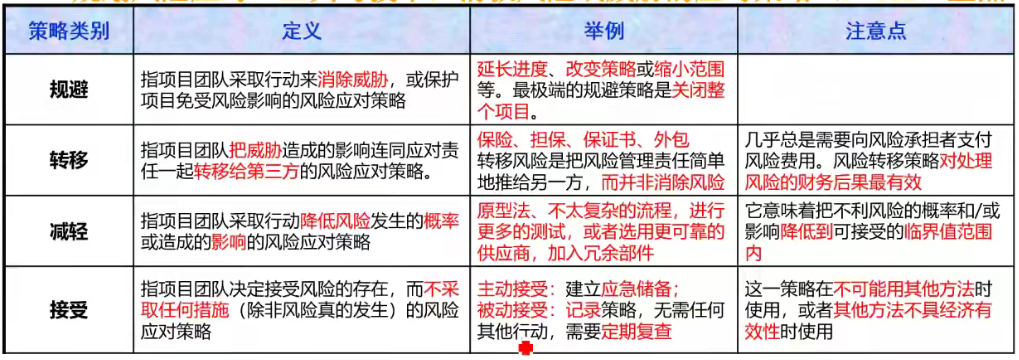 策略类别 定义 举例 注意点
规避
指项目团队采取行动来消除威胁，或保护
项目免受风险影响的风险应对策略
延长进度、改变策略或缩小范围
等。最极端的规避策略是关闭整
个项目。
转移
指项目团队把威胁造成的影响连同应对责
任一起转移给第三方的风险应对策略。
保险、担保、保证书、外包
转移风险是把风险管理责任简单
地推给另一方，而并非消除风险
几乎总是需要向风险承担者支付
风险费用。风险转移策略对处理
风险的财务后果最有效
减轻
指项目团队采取行动降低风险发生的概率
或造成的影响的风险应对策略
原型法、不太复杂的流程，进行
更多的测试，或者选用更可靠的
供应商，加入冗余部件
它意味着把不利风险的概率和/或
影响降低到可接受的临界值范围
内
接受
指项目团队决定接受风险的存在，而不采
取任何措施（除非风险真的发生）的风险
应对策略
主动接受：建立应急储备；
被动接受：记录策略，无需任何
其他行动，需要定期复查
这一策略在不可能用其他方法时
使用，或者其他方法不具经济有
效性时使用